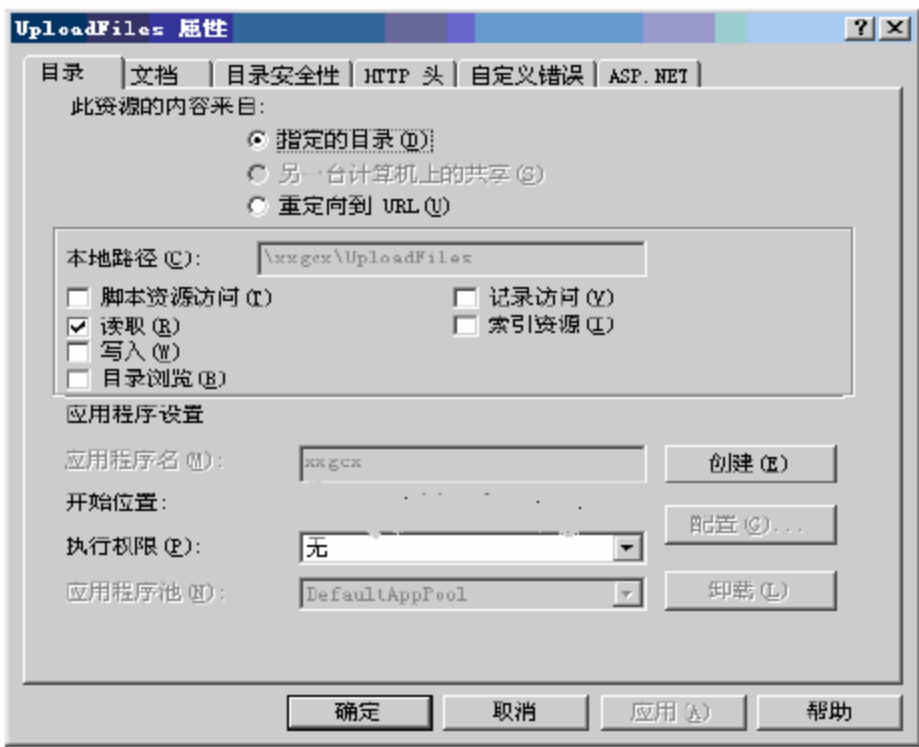 UploadFiles 属性
目录 文档 目录安全性 HTTP 头 自定义错误 ASP.NET
此资源的内容来自:
指定的目录(D)
另一台计算机上的共享(S)
重定向到 URL(U)
本地路径(C): \xxgcx\UploadFiles
脚本资源访问(T) 记录访问(V)
读取(R) 索引资源(I)
写入(W)
目录浏览(B)
应用程序设置
应用程序名(M): xxgcx 创建(E)
开始位置:
配置(G)...
执行权限(P): 无
应用程序池(N): DefaultAppPool 卸载(L)
确定 取消 应用(A) 帮助